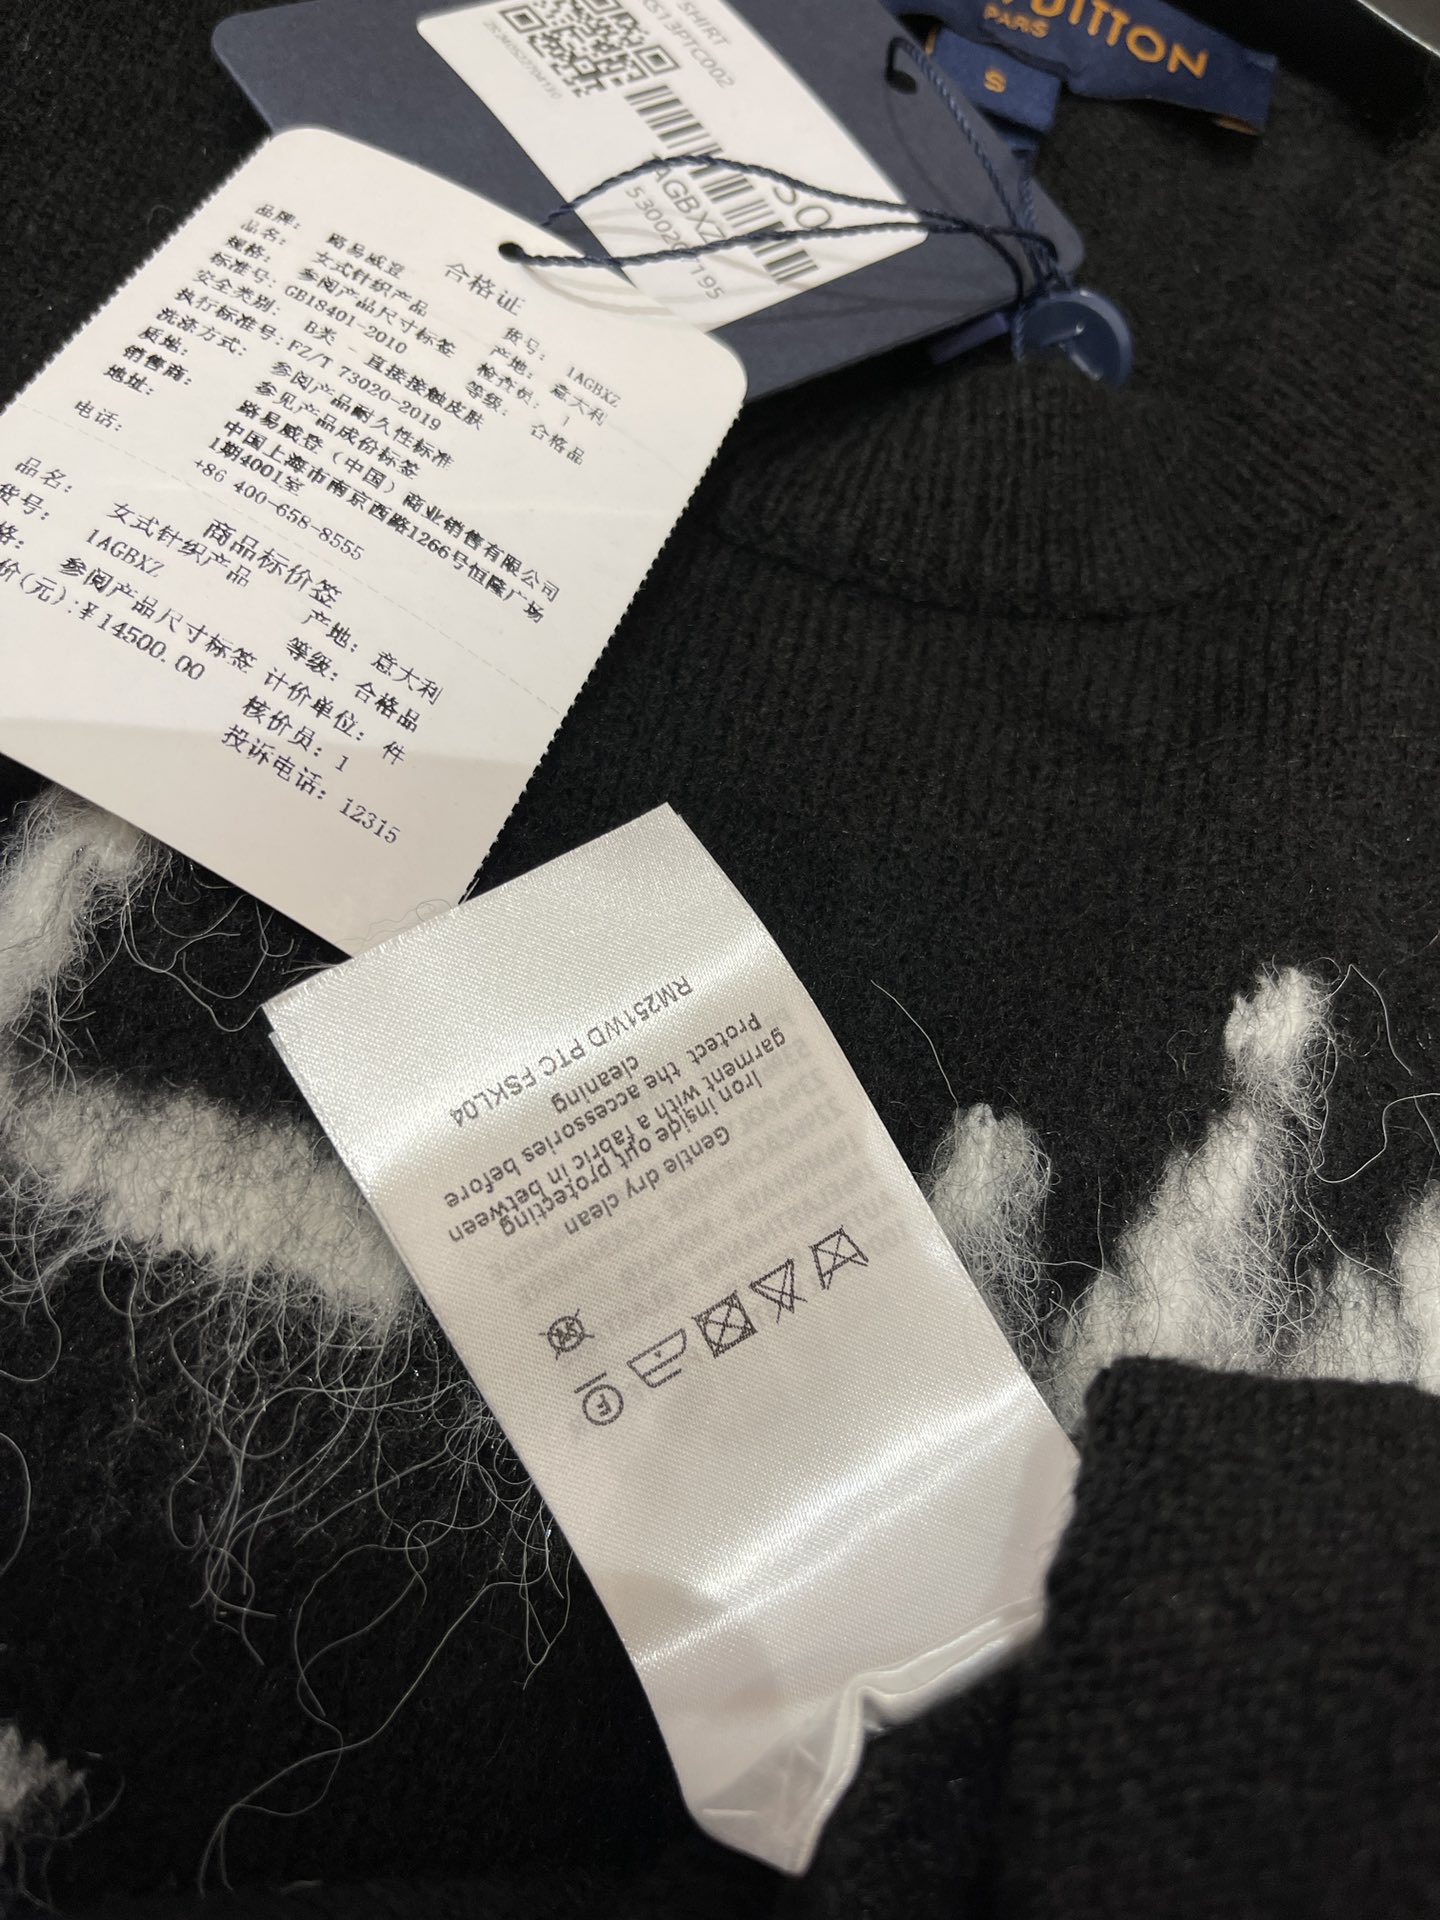 UITTON
PARIS
S
SHIRT
1AGBXZ
合格证
品牌： 路易威登 货号： 1AGBXZ
品名： 女式针织产品 产地： 意大利
规格： 参阅产品尺寸标签 检查员： 1
标准号： GB18401-2010 等级： 合格品
安全类别： B类 - 直接接触皮肤
执行标准号： FZ/T 73020-2019
洗涤方式： 参阅产品耐久性标准
质地： 参见产品成份标签
销售商： 路易威登（中国）商业销售有限公司
地址： 中国上海市南京西路1266号恒隆广场
1期4001室
电话： +86 400-658-8555
商品标价签
品名： 女式针织产品 产地： 意大利
货号： 1AGBXZ 等级： 合格品
格： 参阅产品尺寸标签 计价单位： 件
价(元):¥14500.00 核价员： 1
投诉电话： 12315
Gentle dry clean
Iron inside out protecting
garment with a fabric in between
Protect the accessories before
cleaning
RM251WD PTC FSKL04
F